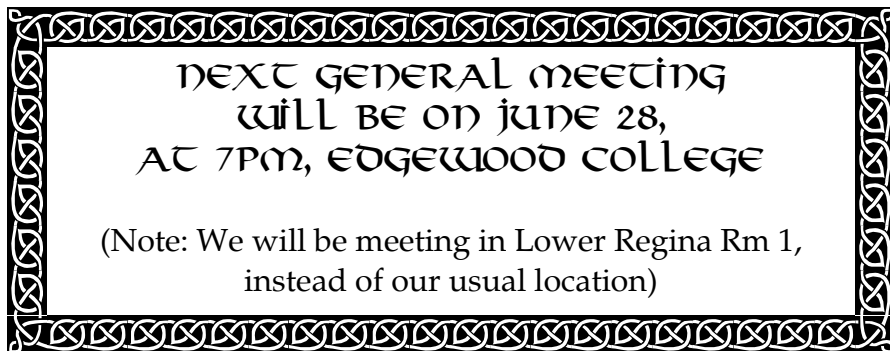 NEXT GENERAL MEETING
WILL BE ON JUNE 28,
AT 7PM, EDGEWOOD COLLEGE
(Note: We will be meeting in Lower Regina Rm 1,
instead of our usual location)